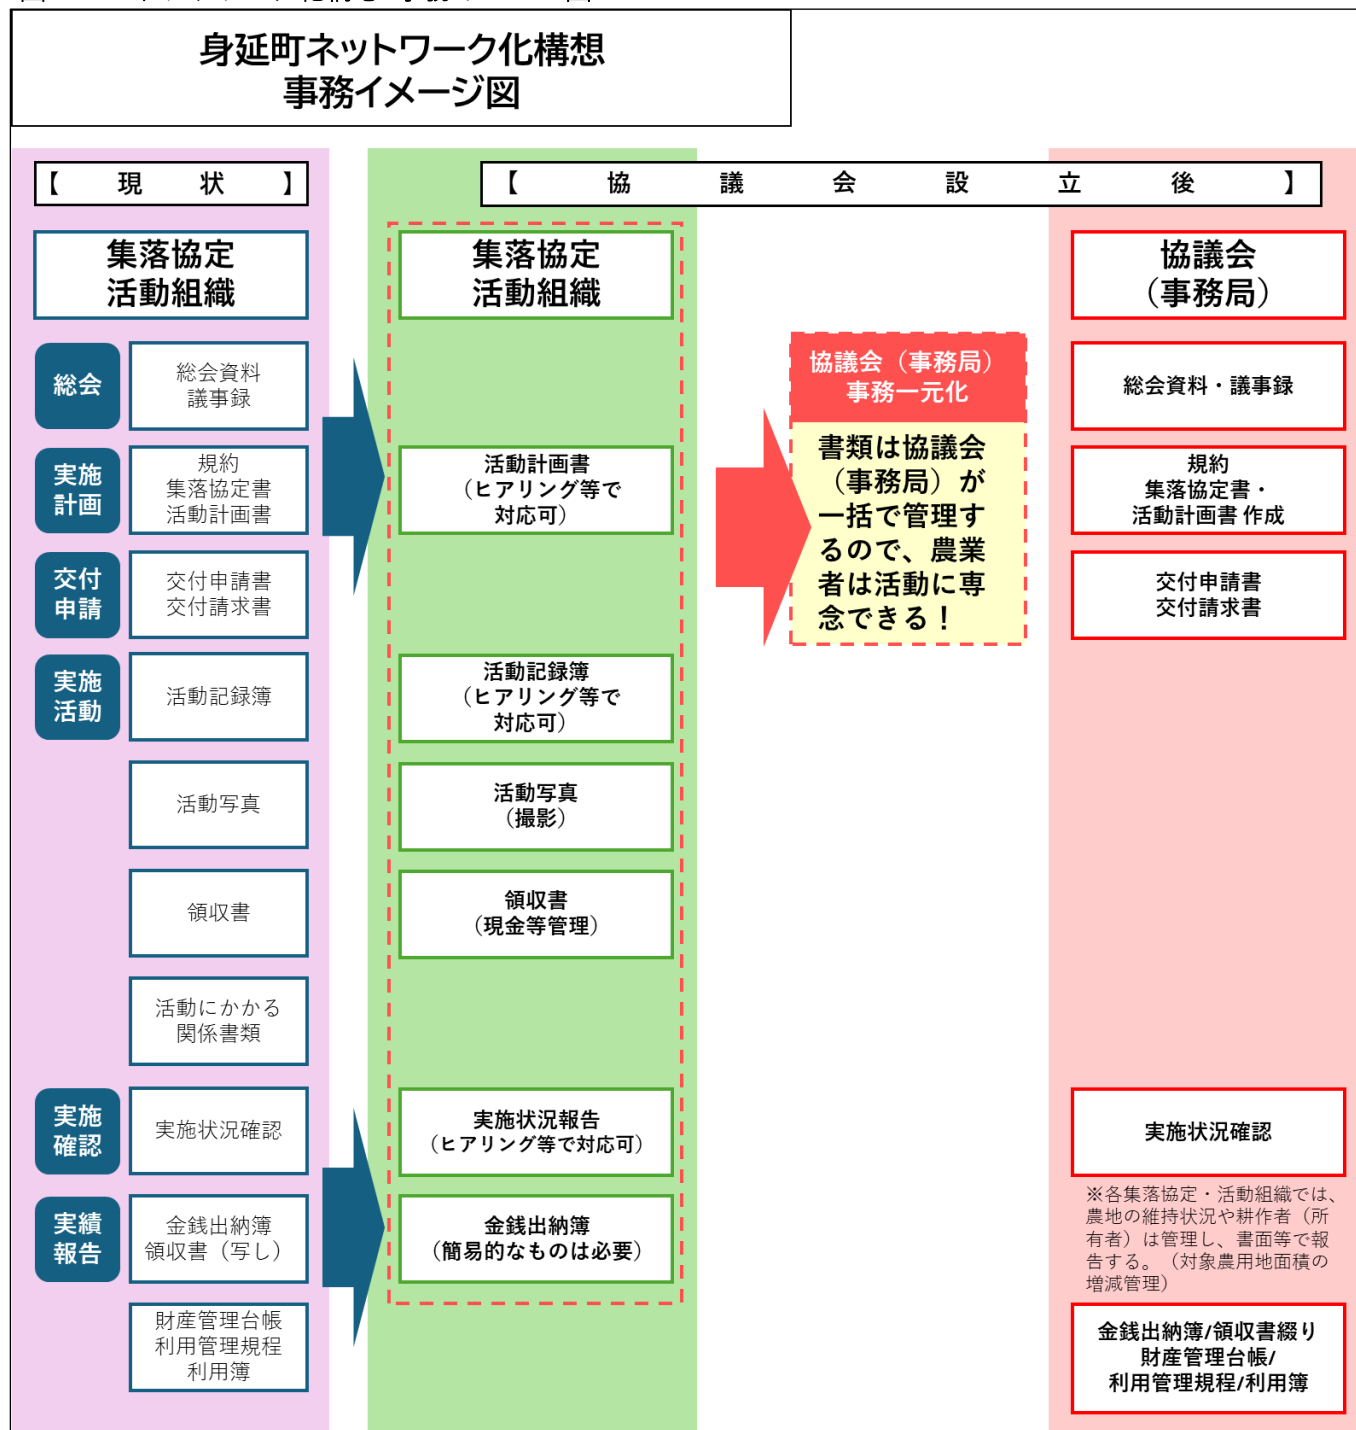 身延町ネットワーク化構想
事務イメージ図
【 現 状 】
【 協 議 会 設 立 後 】
集落協定
活動組織
集落協定
活動組織
協議会
（事務局）
総会
総会資料
議事録
協議会（事務局）
事務一元化
総会資料・議事録
実施
計画
規約
集落協定書
活動計画書
活動計画書
（ヒアリング等で
対応可）
書類は協議会
（事務局）が
一括で管理す
るので、農業
者は活動に専
念できる！
規約
集落協定書・
活動計画書 作成
交付
申請
交付申請書
交付請求書
交付申請書
交付請求書
実施
活動
活動記録簿
活動記録簿
（ヒアリング等で
対応可）
活動写真
活動写真
（撮影）
領収書
領収書
（現金等管理）
活動にかかる
関係書類
実施
確認
実施状況確認
実施状況報告
（ヒアリング等で対応可）
実施状況確認
※各集落協定・活動組織では、
農地の維持状況や耕作者（所
有者）は管理し、書面等で報
告する。（対象農用地面積の
増減管理）
実績
報告
金銭出納簿
領収書（写し）
金銭出納簿
（簡易的なものは必要）
財産管理台帳
利用管理規程
利用簿
金銭出納簿/領収書綴り
財産管理台帳/
利用管理規程/利用簿